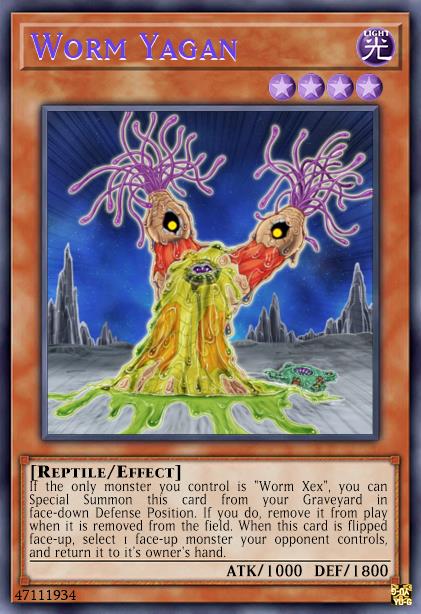 WORM YAGAN
LIGHT
光
[REPTILE/EFFECT]
If the only monster you control is "Worm Xex", you can
Special Summon this card from your Graveyard in
face-down Defense Position. If you do, remove it from play
when it is removed from the field. When this card is flipped
face-up, select 1 face-up monster your opponent controls,
and return it to it's owner's hand.
ATK/1000 DEF/1800
47111934